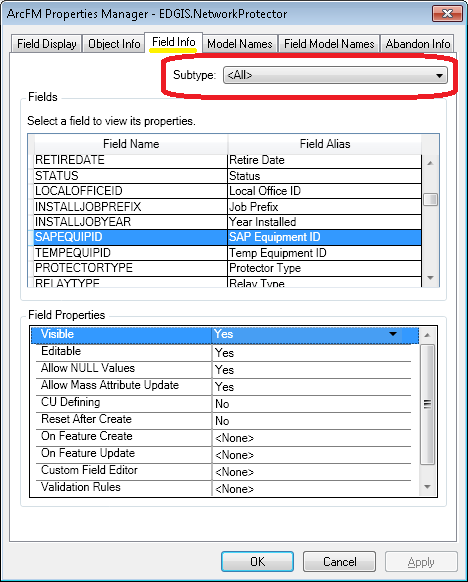 ArcFM Properties Manager - EDGIS.NetworkProtector
Field Display Object Info Field Info Model Names Field Model Names Abandon Info
Subtype: <All>
Fields
Select a field to view its properties.
Field Name Field Alias
RETIREDATE Retire Date
STATUS Status
LOCALOFFICEID Local Office ID
INSTALLJOBPREFIX Job Prefix
INSTALLJOBYEAR Year Installed
SAPEQUIPID SAP Equipment ID
TEMPEQUIPID Temp Equipment ID
PROTECTORTYPE Protector Type
RELAYTYPE Relay Type
Field Properties
Visible Yes
Editable Yes
Allow NULL Values Yes
Allow Mass Attribute Update Yes
CU Defining No
Reset After Create No
On Feature Create <None>
On Feature Update <None>
Custom Field Editor <None>
Validation Rules <None>
OK Cancel Apply